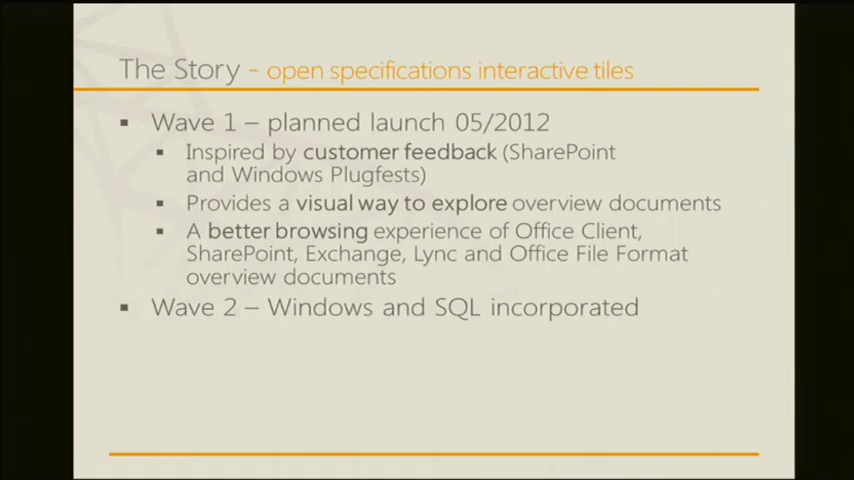 The Story - open specifications interactive tiles
▪ Wave 1 – planned launch 05/2012
▪ Inspired by customer feedback (SharePoint
and Windows Plugfests)
▪ Provides a visual way to explore overview documents
▪ A better browsing experience of Office Client,
SharePoint, Exchange, Lync and Office File Format
overview documents
▪ Wave 2 – Windows and SQL incorporated